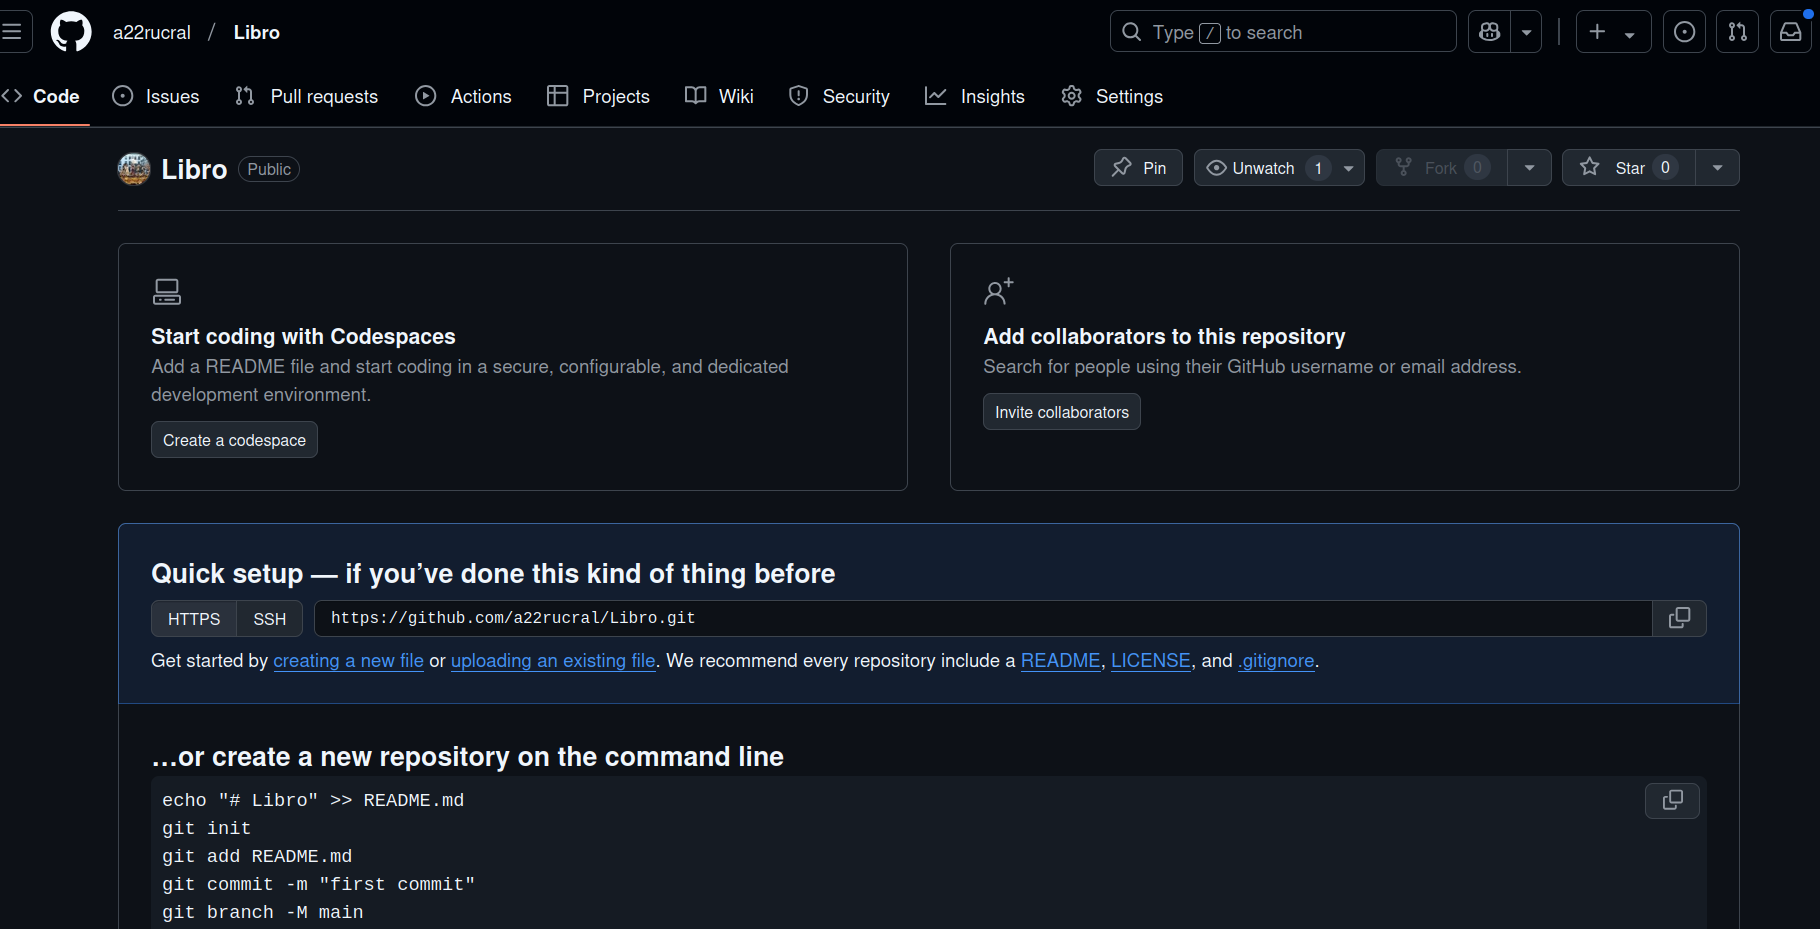 a22rucral / Libro
Type / to search
Code Issues Pull requests Actions Projects Wiki Security Insights Settings
Libro Public
Pin Unwatch 1 Fork 0 Star 0
Start coding with Codespaces
Add a README file and start coding in a secure, configurable, and dedicated
development environment.
Create a codespace
Add collaborators to this repository
Search for people using their GitHub username or email address.
Invite collaborators
Quick setup — if you’ve done this kind of thing before
HTTPS SSH https://github.com/a22rucral/Libro.git
Get started by creating a new file or uploading an existing file. We recommend every repository include a README, LICENSE, and .gitignore.
…or create a new repository on the command line
echo "# Libro" >> README.md
git init
git add README.md
git commit -m "first commit"
git branch -M main